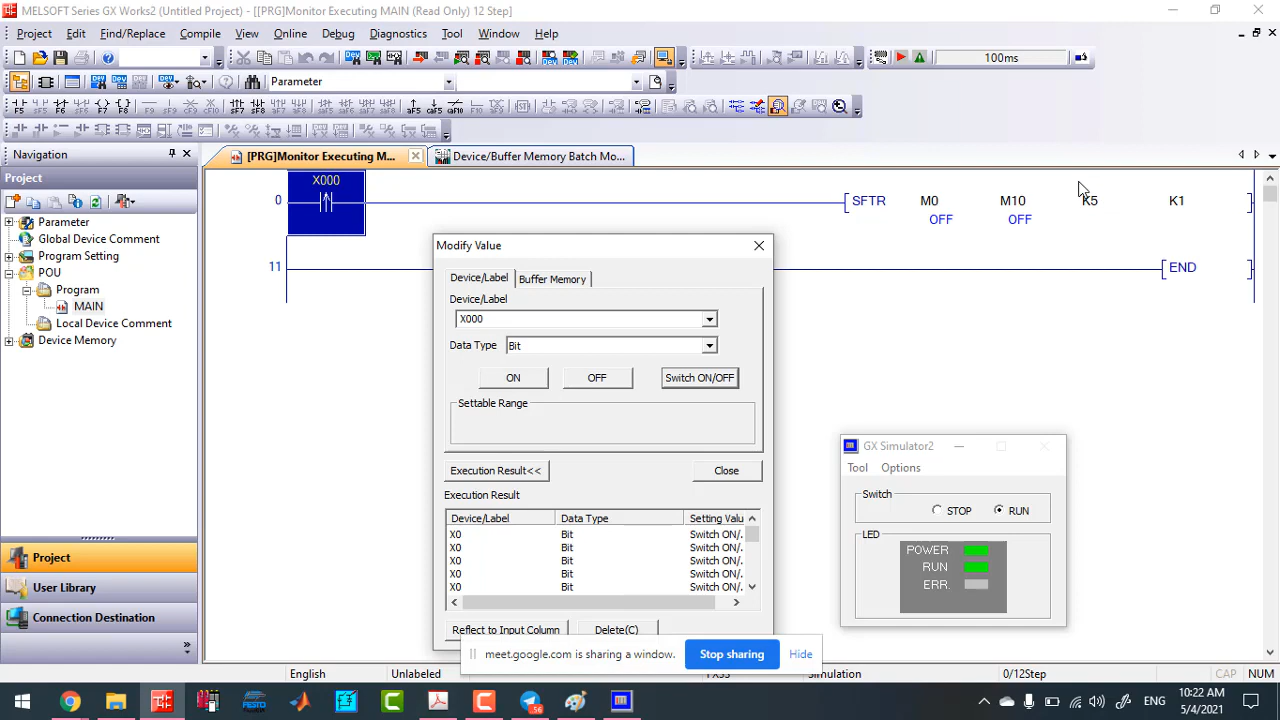 MELSOFT Series GX Works2 (Untitled Project) - [[PRG]Monitor Executing MAIN (Read Only) 12 Step]
Project Edit Find/Replace Compile View Online Debug Diagnostics Tool Window Help
100ms
Parameter
Navigation
[PRG]Monitor Executing M...
Device/Buffer Memory Batch Mo...
Project
Parameter
Global Device Comment
Program Setting
POU
Program
MAIN
Local Device Comment
Device Memory
Project
User Library
Connection Destination
X000
0
SFTR M0 M10 K5 K1
OFF OFF
11
END
Modify Value
Device/Label Buffer Memory
Device/Label
X000
Data Type Bit
ON OFF Switch ON/OFF
Settable Range
Execution Result<< Close
Execution Result
Device/Label Data Type Setting Valu
X0 Bit Switch ON/.
X0 Bit Switch ON/.
X0 Bit Switch ON/.
X0 Bit Switch ON/.
X0 Bit Switch ON/.
Reflect to Input Column Delete(C)
GX Simulator2
Tool Options
Switch
STOP RUN
LED
POWER
RUN
ERR.
meet.google.com is sharing a window. Stop sharing Hide
English Unlabeled Simulation 0/12Step CAP NUM
56
ENG
10:22 AM
5/4/2021